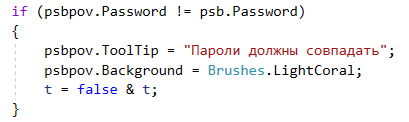 if (psbpov.Password != psb.Password)
{
psbpov.ToolTip = "Пароли должны совпадать";
psbpov.Background = Brushes.LightCoral;
t = false & t;
}